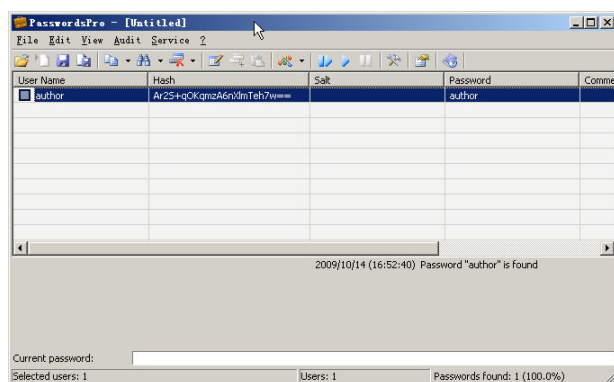 PasswordsPro - [Untitled]
File Edit View Audit Service ?
User Name Hash Salt Password Comme
author Ar2S+qOKqmzA6nXlmTeh7w== author
2009/10/14 (16:52:40) Password "author" is found
Current password:
Selected users: 1 Users: 1 Passwords found: 1 (100.0%)